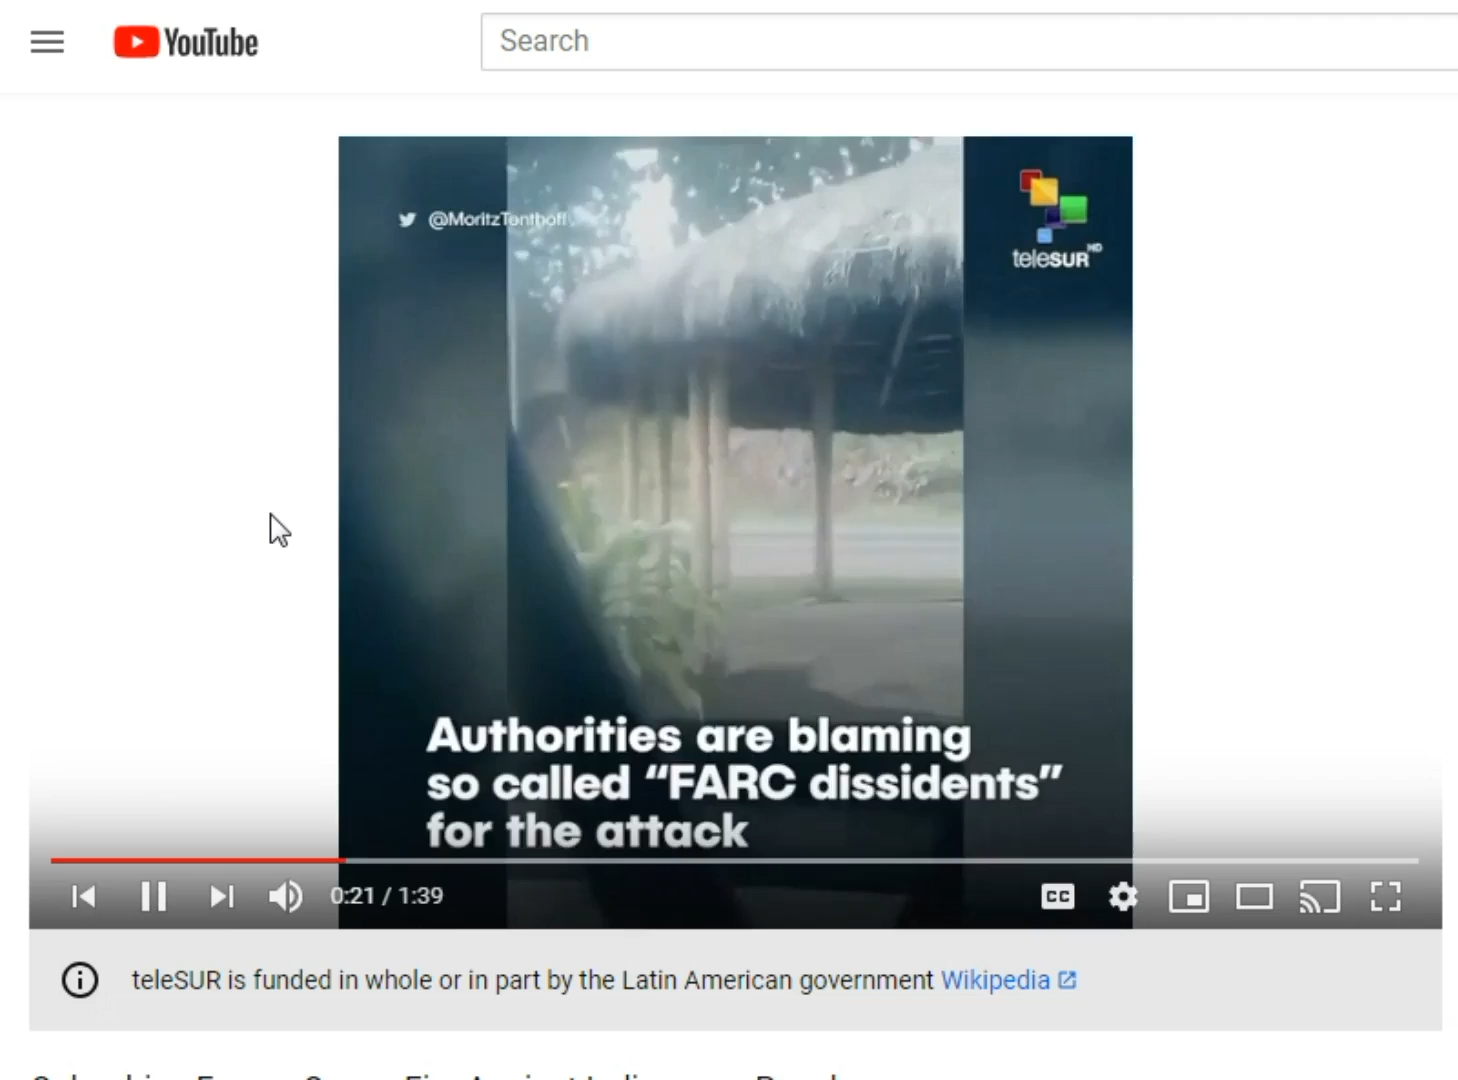 YouTube
Search
@MoritzTenthoff
teleSUR HD
Authorities are blaming
so called “FARC dissidents”
for the attack
0:21 / 1:39
CC
teleSUR is funded in whole or in part by the Latin American government Wikipedia